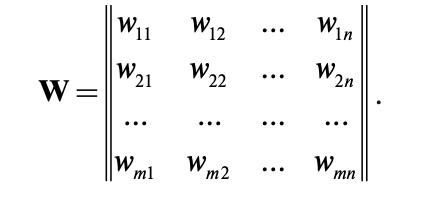 w₁₁ w₁₂ ... w₁ₙ
w₂₁ w₂₂ ... w₂ₙ
W = ‖ ... ... ... ... ‖ .
wₘ₁ wₘ₂ ... wₘₙ